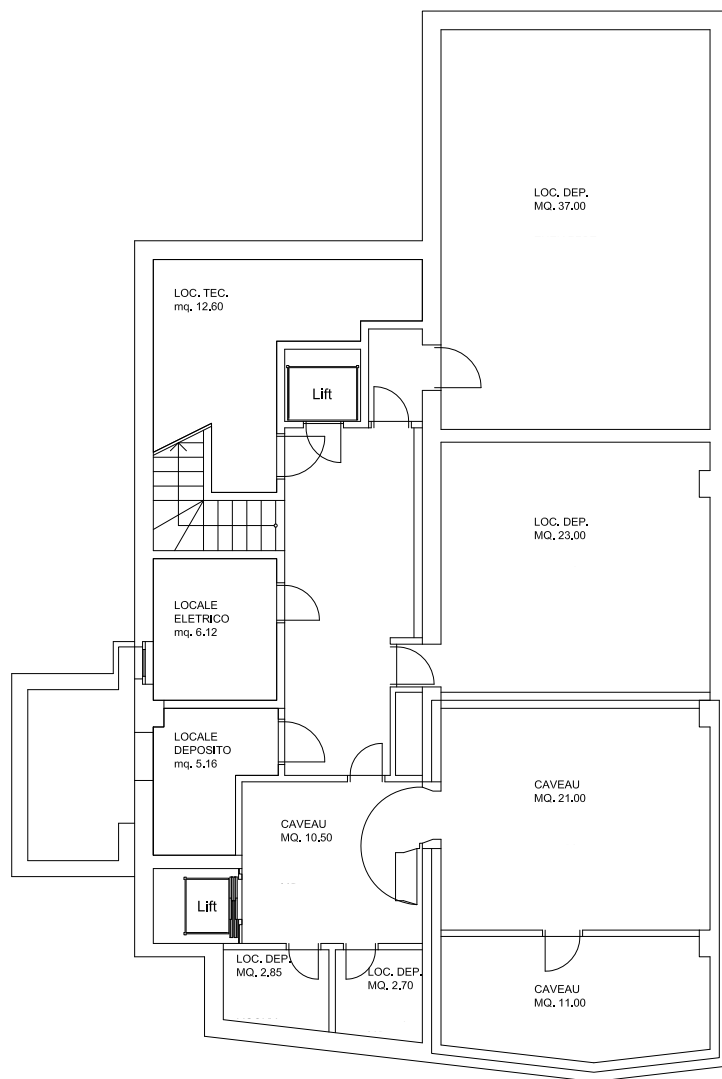 LOC. DEP.
MQ. 37.00
LOC. TEC.
mq. 12.60
Lift
LOC. DEP.
MQ. 23.00
LOCALE
ELETRICO
mq. 6.12
LOCALE
DEPOSITO
mq. 5.16
CAVEAU
MQ. 21.00
CAVEAU
MQ. 10.50
Lift
LOC. DEP.
MQ. 2.85
LOC. DEP.
MQ. 2.70
CAVEAU
MQ. 11.00